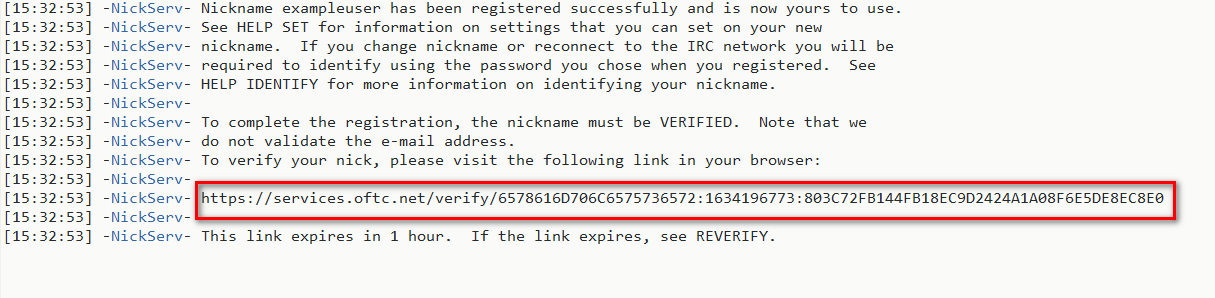 [15:32:53] -NickServ- Nickname exampleuser has been registered successfully and is now yours to use.
[15:32:53] -NickServ- See HELP SET for information on settings that you can set on your new
[15:32:53] -NickServ- nickname.  If you change nickname or reconnect to the IRC network you will be
[15:32:53] -NickServ- required to identify using the password you chose when you registered.  See
[15:32:53] -NickServ- HELP IDENTIFY for more information on identifying your nickname.
[15:32:53] -NickServ-
[15:32:53] -NickServ- To complete the registration, the nickname must be VERIFIED.  Note that we
[15:32:53] -NickServ- do not validate the e-mail address.
[15:32:53] -NickServ- To verify your nick, please visit the following link in your browser:
[15:32:53] -NickServ-
[15:32:53] -NickServ- https://services.oftc.net/verify/6578616D706C6575736572:1634196773:803C72FB144FB18EC9D2424A1A08F6E5DE8EC8E0
[15:32:53] -NickServ-
[15:32:53] -NickServ- This link expires in 1 hour.  If the link expires, see REVERIFY.